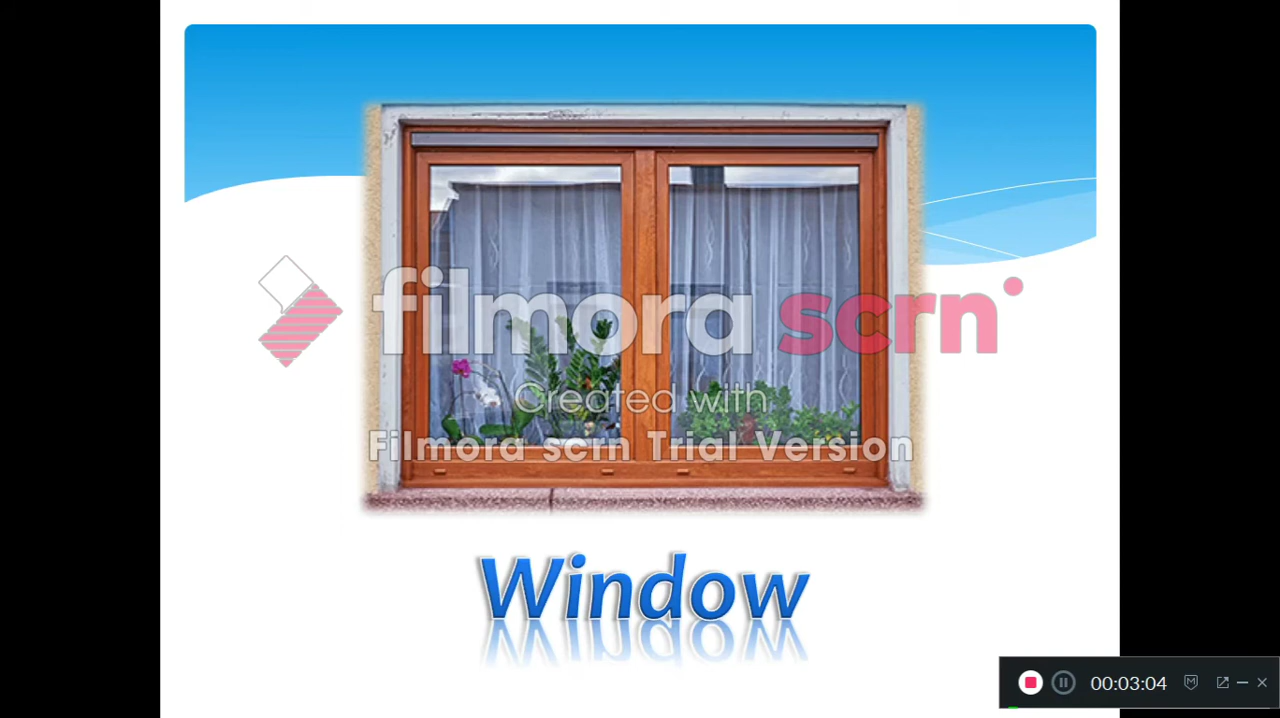 filmora scrn
Created with
Filmora scrn Trial Version
Window
00:03:04